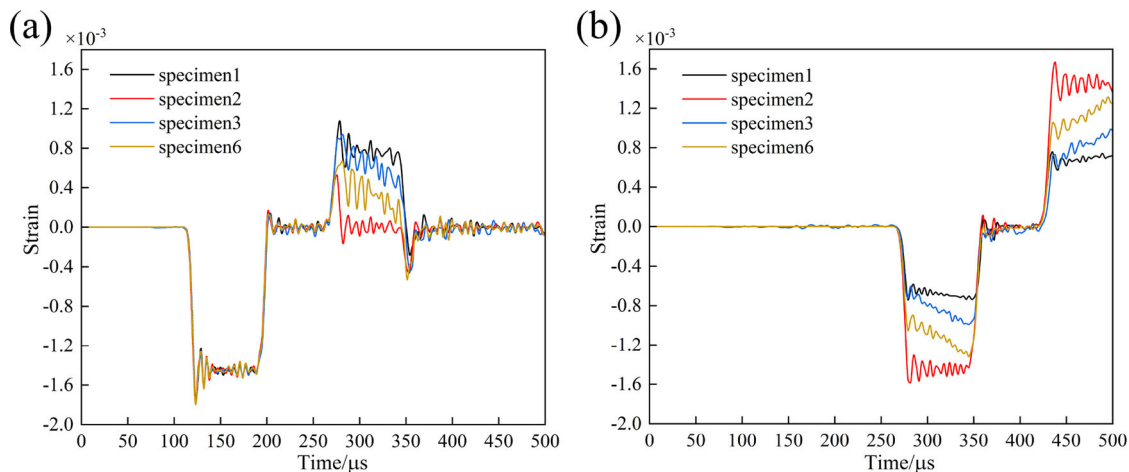 (a)
×10⁻³
1.6
1.2
0.8
0.4
0.0
-0.4
-0.8
-1.2
-1.6
-2.0
Strain
specimen1
specimen2
specimen3
specimen6
0 50 100 150 200 250 300 350 400 450 500
Time/μs
(b)
×10⁻³
1.6
1.2
0.8
0.4
0.0
-0.4
-0.8
-1.2
-1.6
-2.0
Strain
specimen1
specimen2
specimen3
specimen6
0 50 100 150 200 250 300 350 400 450 500
Time/μs